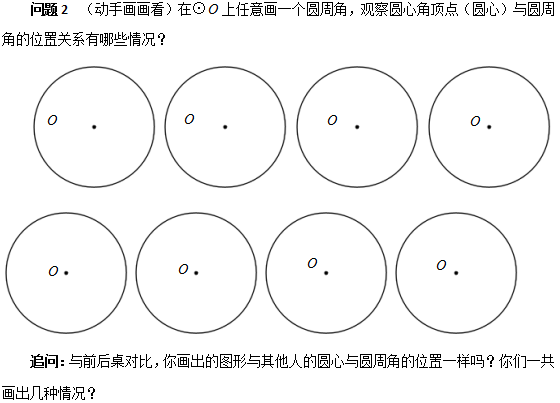 问题2 （动手画画看）在⊙O上任意画一个圆周角，观察圆心角顶点（圆心）与圆周
角的位置关系有哪些情况？
O O O O
O O O O
追问：与前后桌对比，你画出的图形与其他人的圆心与圆周角的位置一样吗？你们一共
画出几种情况？